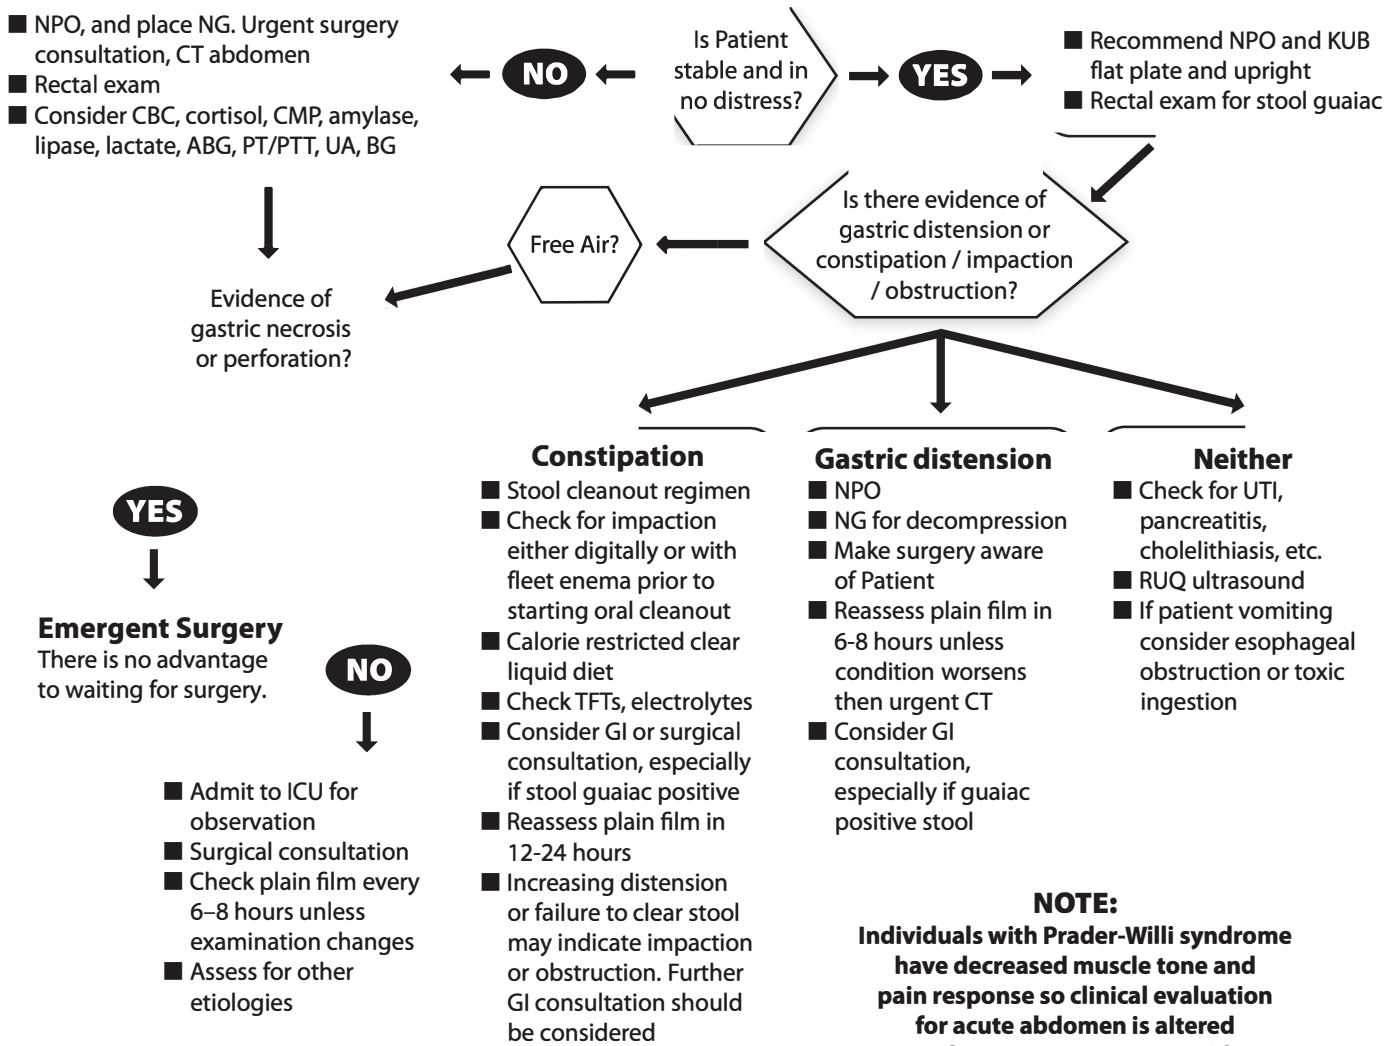 ■ NPO, and place NG. Urgent surgery
consultation, CT abdomen
■ Rectal exam
■ Consider CBC, cortisol, CMP, amylase,
lipase, lactate, ABG, PT/PTT, UA, BG
NO
Is Patient
stable and in
no distress?
YES
■ Recommend NPO and KUB
flat plate and upright
■ Rectal exam for stool guaiac
Is there evidence of
gastric distension or
constipation / impaction
/ obstruction?
Free Air?
Evidence of
gastric necrosis
or perforation?
YES
Emergent Surgery
There is no advantage
to waiting for surgery.
NO
■ Admit to ICU for
observation
■ Surgical consultation
■ Check plain film every
6–8 hours unless
examination changes
■ Assess for other
etiologies
Constipation
■ Stool cleanout regimen
■ Check for impaction
either digitally or with
fleet enema prior to
starting oral cleanout
■ Calorie restricted clear
liquid diet
■ Check TFTs, electrolytes
■ Consider GI or surgical
consultation, especially
if stool guaiac positive
■ Reassess plain film in
12-24 hours
■ Increasing distension
or failure to clear stool
may indicate impaction
or obstruction. Further
GI consultation should
be considered
Gastric distension
■ NPO
■ NG for decompression
■ Make surgery aware
of Patient
■ Reassess plain film in
6-8 hours unless
condition worsens
then urgent CT
■ Consider GI
consultation,
especially if guaiac
positive stool
Neither
■ Check for UTI,
pancreatitis,
cholelithiasis, etc.
■ RUQ ultrasound
■ If patient vomiting
consider esophageal
obstruction or toxic
ingestion
NOTE:
Individuals with Prader-Willi syndrome
have decreased muscle tone and
pain response so clinical evaluation
for acute abdomen is altered